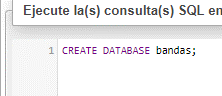 Ejecute la(s) consulta(s) SQL en
1 CREATE DATABASE bandas;